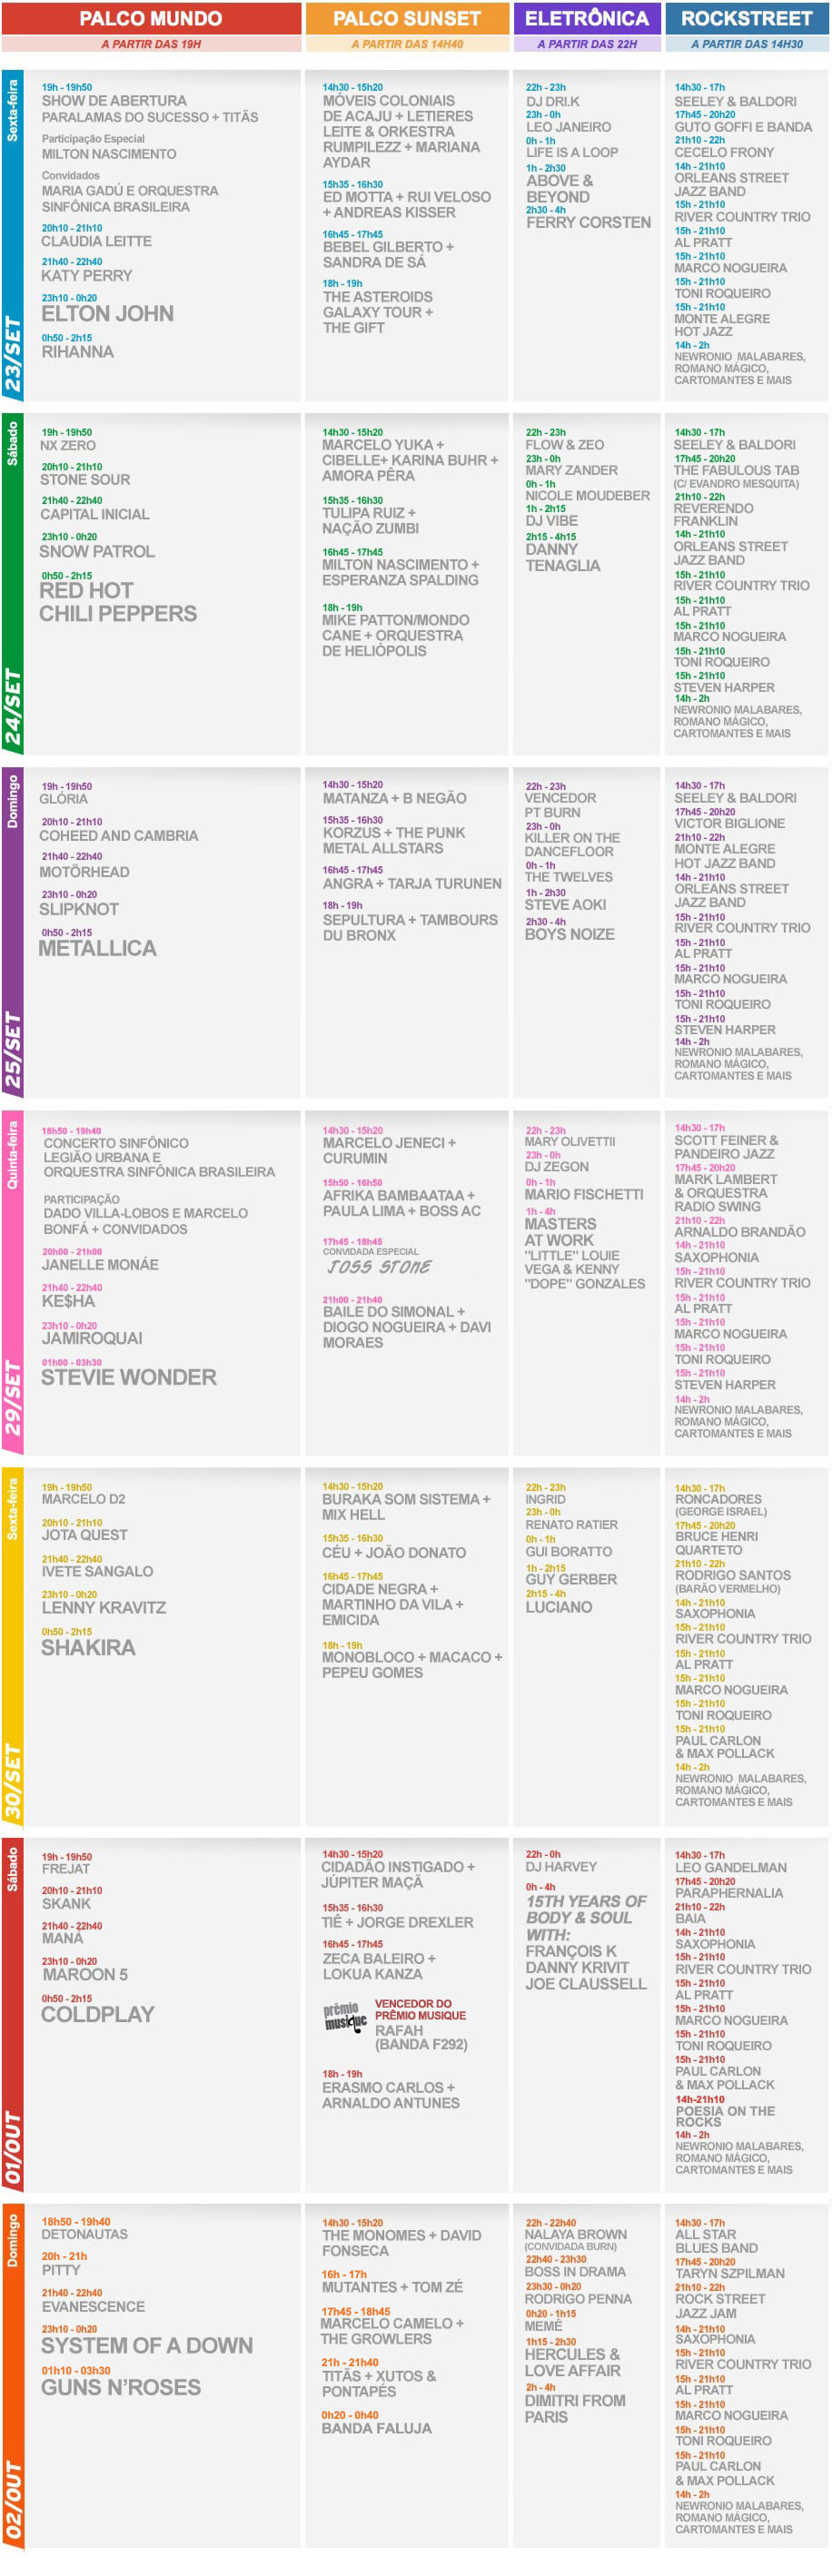 PALCO MUNDO
A PARTIR DAS 19H
PALCO SUNSET
A PARTIR DAS 14H40
ELETRÔNICA
A PARTIR DAS 22H
ROCKSTREET
A PARTIR DAS 14H30
Sexta-feira
23/SET
19h - 19h50
SHOW DE ABERTURA
PARALAMAS DO SUCESSO + TITÃS
Participação Especial
MILTON NASCIMENTO
Convidados
MARIA GADÚ E ORQUESTRA
SINFÔNICA BRASILEIRA
20h10 - 21h10
CLAUDIA LEITTE
21h40 - 22h40
KATY PERRY
23h10 - 0h20
ELTON JOHN
0h50 - 2h15
RIHANNA
14h30 - 15h20
MÓVEIS COLONIAIS
DE ACAJU + LETIERES
LEITE & ORKESTRA
RUMPILEZZ + MARIANA
AYDAR
15h35 - 16h30
ED MOTTA + RUI VELOSO
+ ANDREAS KISSER
16h45 - 17h45
BEBEL GILBERTO +
SANDRA DE SÁ
18h - 19h
THE ASTEROIDS
GALAXY TOUR +
THE GIFT
22h - 23h
DJ DRI.K
23h - 0h
LEO JANEIRO
0h - 1h
LIFE IS A LOOP
1h - 2h30
ABOVE &
BEYOND
2h30 - 4h
FERRY CORSTEN
14h30 - 17h
SEELEY & BALDORI
17h45 - 20h20
GUTO GOFFI E BANDA
21h10 - 22h
CECELO FRONY
14h - 21h10
ORLEANS STREET
JAZZ BAND
15h - 21h10
RIVER COUNTRY TRIO
15h - 21h10
AL PRATT
15h - 21h10
MARCO NOGUEIRA
15h - 21h10
TONI ROQUEIRO
15h - 21h10
MONTE ALEGRE
HOT JAZZ
14h - 2h
NEWRONIO MALABARES,
ROMANO MÁGICO,
CARTOMANTES E MAIS
Sábado
24/SET
19h - 19h50
NX ZERO
20h10 - 21h10
STONE SOUR
21h40 - 22h40
CAPITAL INICIAL
23h10 - 0h20
SNOW PATROL
0h50 - 2h15
RED HOT
CHILI PEPPERS
14h30 - 15h20
MARCELO YUKA +
CIBELLE+ KARINA BUHR +
AMORA PÊRA
15h35 - 16h30
TULIPA RUIZ +
NAÇÃO ZUMBI
16h45 - 17h45
MILTON NASCIMENTO +
ESPERANZA SPALDING
18h - 19h
MIKE PATTON/MONDO
CANE + ORQUESTRA
DE HELIÓPOLIS
22h - 23h
FLOW & ZEO
23h - 0h
MARY ZANDER
0h - 1h
NICOLE MOUDEBER
1h - 2h15
DJ VIBE
2h15 - 4h15
DANNY
TENAGLIA
14h30 - 17h
SEELEY & BALDORI
17h45 - 20h20
THE FABULOUS TAB
(C/ EVANDRO MESQUITA)
21h10 - 22h
REVERENDO
FRANKLIN
14h - 21h10
ORLEANS STREET
JAZZ BAND
15h - 21h10
RIVER COUNTRY TRIO
15h - 21h10
AL PRATT
15h - 21h10
MARCO NOGUEIRA
15h - 21h10
TONI ROQUEIRO
15h - 21h10
STEVEN HARPER
14h - 2h
NEWRONIO MALABARES,
ROMANO MÁGICO,
CARTOMANTES E MAIS
Domingo
25/SET
19h - 19h50
GLÓRIA
20h10 - 21h10
COHEED AND CAMBRIA
21h40 - 22h40
MOTÖRHEAD
23h10 - 0h20
SLIPKNOT
0h50 - 2h15
METALLICA
14h30 - 15h20
MATANZA + B NEGÃO
15h35 - 16h30
KORZUS + THE PUNK
METAL ALLSTARS
16h45 - 17h45
ANGRA + TARJA TURUNEN
18h - 19h
SEPULTURA + TAMBOURS
DU BRONX
22h - 23h
VENCEDOR
PT BURN
23h - 0h
KILLER ON THE
DANCEFLOOR
0h - 1h
THE TWELVES
1h - 2h30
STEVE AOKI
2h30 - 4h
BOYS NOIZE
14h30 - 17h
SEELEY & BALDORI
17h45 - 20h20
VICTOR BIGLIONE
21h10 - 22h
MONTE ALEGRE
HOT JAZZ BAND
14h - 21h10
ORLEANS STREET
JAZZ BAND
15h - 21h10
RIVER COUNTRY TRIO
15h - 21h10
AL PRATT
15h - 21h10
MARCO NOGUEIRA
15h - 21h10
TONI ROQUEIRO
15h - 21h10
STEVEN HARPER
14h - 2h
NEWRONIO MALABARES,
ROMANO MÁGICO,
CARTOMANTES E MAIS
Quinta-feira
29/SET
18h50 - 19h40
CONCERTO SINFÔNICO
LEGIÃO URBANA E
ORQUESTRA SINFÔNICA BRASILEIRA
PARTICIPAÇÃO
DADO VILLA-LOBOS E MARCELO
BONFÁ + CONVIDADOS
20h00 - 21h00
JANELLE MONÁE
21h40 - 22h40
KE$HA
23h10 - 0h20
JAMIROQUAI
01h00 - 03h30
STEVIE WONDER
14h30 - 15h20
MARCELO JENECI +
CURUMIN
15h50 - 16h50
AFRIKA BAMBAATAA +
PAULA LIMA + BOSS AC
17h45 - 18h45
CONVIDADA ESPECIAL
JOSS STONE
21h00 - 21h40
BAILE DO SIMONAL +
DIOGO NOGUEIRA + DAVI
MORAES
22h - 23h
MARY OLIVETTII
23h - 0h
DJ ZEGON
0h - 1h
MARIO FISCHETTI
1h - 4h
MASTERS
AT WORK
"LITTLE" LOUIE
VEGA & KENNY
"DOPE" GONZALES
14h30 - 17h
SCOTT FEINER &
PANDEIRO JAZZ
17h45 - 20h20
MARK LAMBERT
& ORQUESTRA
RADIO SWING
21h10 - 22h
ARNALDO BRANDÃO
14h - 21h10
SAXOPHONIA
15h - 21h10
RIVER COUNTRY TRIO
15h - 21h10
AL PRATT
15h - 21h10
MARCO NOGUEIRA
15h - 21h10
TONI ROQUEIRO
15h - 21h10
STEVEN HARPER
14h - 2h
NEWRONIO MALABARES,
ROMANO MÁGICO,
CARTOMANTES E MAIS
Sexta-feira
30/SET
19h - 19h50
MARCELO D2
20h10 - 21h10
JOTA QUEST
21h40 - 22h40
IVETE SANGALO
23h10 - 0h20
LENNY KRAVITZ
0h50 - 2h15
SHAKIRA
14h30 - 15h20
BURAKA SOM SISTEMA +
MIX HELL
15h35 - 16h30
CÉU + JOÃO DONATO
16h45 - 17h45
CIDADE NEGRA +
MARTINHO DA VILA +
EMICIDA
18h - 19h
MONOBLOCO + MACACO +
PEPEU GOMES
22h - 23h
INGRID
23h - 0h
RENATO RATIER
0h - 1h
GUI BORATTO
1h - 2h15
GUY GERBER
2h15 - 4h
LUCIANO
14h30 - 17h
RONCADORES
(GEORGE ISRAEL)
17h45 - 20h20
BRUCE HENRI
QUARTETO
21h10 - 22h
RODRIGO SANTOS
(BARÃO VERMELHO)
14h - 21h10
SAXOPHONIA
15h - 21h10
RIVER COUNTRY TRIO
15h - 21h10
AL PRATT
15h - 21h10
MARCO NOGUEIRA
15h - 21h10
TONI ROQUEIRO
15h - 21h10
PAUL CARLON
& MAX POLLACK
14h - 2h
NEWRONIO MALABARES,
ROMANO MÁGICO,
CARTOMANTES E MAIS
Sábado
01/OUT
19h - 19h50
FREJAT
20h10 - 21h10
SKANK
21h40 - 22h40
MANÁ
23h10 - 0h20
MAROON 5
0h50 - 2h15
COLDPLAY
14h30 - 15h20
CIDADÃO INSTIGADO +
JÚPITER MAÇÃ
15h35 - 16h30
TIÊ + JORGE DREXLER
16h45 - 17h45
ZECA BALEIRO +
LOKUA KANZA
prêmio
musique
VENCEDOR DO
PRÊMIO MUSIQUE
RAFAH
(BANDA F292)
18h - 19h
ERASMO CARLOS +
ARNALDO ANTUNES
22h - 0h
DJ HARVEY
0h - 4h
15TH YEARS OF
BODY & SOUL
WITH:
FRANÇOIS K
DANNY KRIVIT
JOE CLAUSSELL
14h30 - 17h
LEO GANDELMAN
17h45 - 20h20
PARAPHERNALIA
21h10 - 22h
BAIA
14h - 21h10
SAXOPHONIA
15h - 21h10
RIVER COUNTRY TRIO
15h - 21h10
AL PRATT
15h - 21h10
MARCO NOGUEIRA
15h - 21h10
TONI ROQUEIRO
15h - 21h10
PAUL CARLON
& MAX POLLACK
14h-21h10
POESIA ON THE
ROCKS
14h - 2h
NEWRONIO MALABARES,
ROMANO MÁGICO,
CARTOMANTES E MAIS
Domingo
02/OUT
18h50 - 19h40
DETONAUTAS
20h - 21h
PITTY
21h40 - 22h40
EVANESCENCE
23h10 - 0h20
SYSTEM OF A DOWN
01h10 - 03h30
GUNS N'ROSES
14h30 - 15h20
THE MONOMES + DAVID
FONSECA
16h - 17h
MUTANTES + TOM ZÉ
17h45 - 18h45
MARCELO CAMELO +
THE GROWLERS
21h - 21h40
TITÃS + XUTOS &
PONTAPÉS
0h20 - 0h40
BANDA FALUJA
22h - 22h40
NALAYA BROWN
(CONVIDADA BURN)
22h40 - 23h30
BOSS IN DRAMA
23h30 - 0h20
RODRIGO PENNA
0h20 - 1h15
MEMÊ
1h15 - 2h30
HERCULES &
LOVE AFFAIR
2h - 4h
DIMITRI FROM
PARIS
14h30 - 17h
ALL STAR
BLUES BAND
17h45 - 20h20
TARYN SZPILMAN
21h10 - 22h
ROCK STREET
JAZZ JAM
14h - 21h10
SAXOPHONIA
15h - 21h10
RIVER COUNTRY TRIO
15h - 21h10
AL PRATT
15h - 21h10
MARCO NOGUEIRA
15h - 21h10
TONI ROQUEIRO
15h - 21h10
PAUL CARLON
& MAX POLLACK
14h - 2h
NEWRONIO MALABARES,
ROMANO MÁGICO,
CARTOMANTES E MAIS